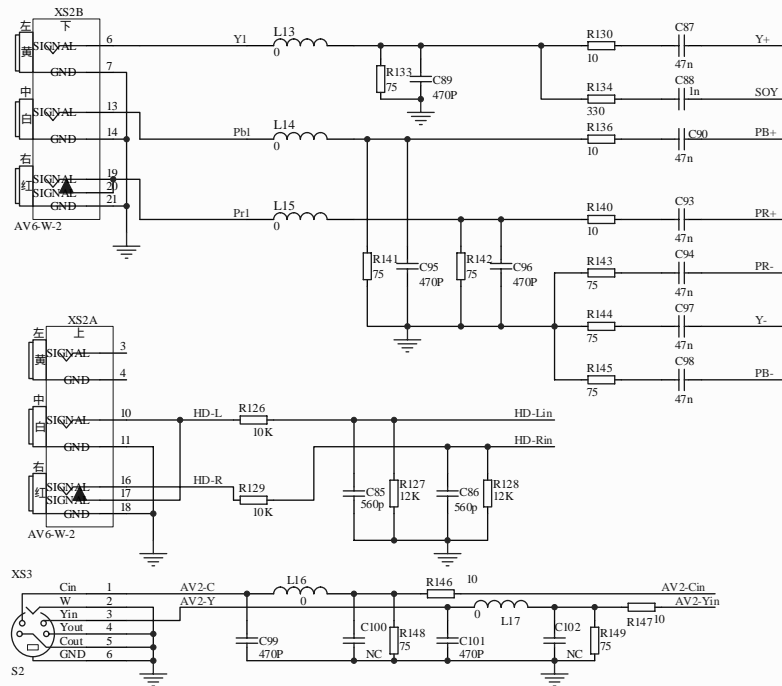 XS2B
左 下
黄 SIGNAL 6 Y1 L13 0
GND 7
R133 75 C89 470P
R130 10 C87 47n Y+
R134 330 C88 1n SOY
中
白 SIGNAL 13 Pb1 L14 0
GND 14
R136 10 C90 47n PB+
右
红 SIGNAL 19
SIGNAL 20
GND 21
AV6-W-2
Pr1 L15 0
R140 10 C93 47n PR+
R141 75 C95 470P R142 75 C96 470P
R143 75 C94 47n PR-
R144 75 C97 47n Y-
R145 75 C98 47n PB-
XS2A
左 上
黄 SIGNAL 3
GND 4
中
白 SIGNAL 10 HD-L R126 10K HD-Lin
GND 11 HD-Rin
右
红 SIGNAL 16 HD-R R129 10K
SIGNAL 17
GND 18
AV6-W-2
C85 560p R127 12K C86 560p R128 12K
XS3
Cin 1 AV2-C L16 0 R146 10 AV2-Cin
W 2 AV2-Y 0 L17 R147 10 AV2-Yin
Yin 3
Yout 4
Cout 5
GND 6
S2
C99 470P C100 NC R148 75 C101 470P C102 NC R149 75